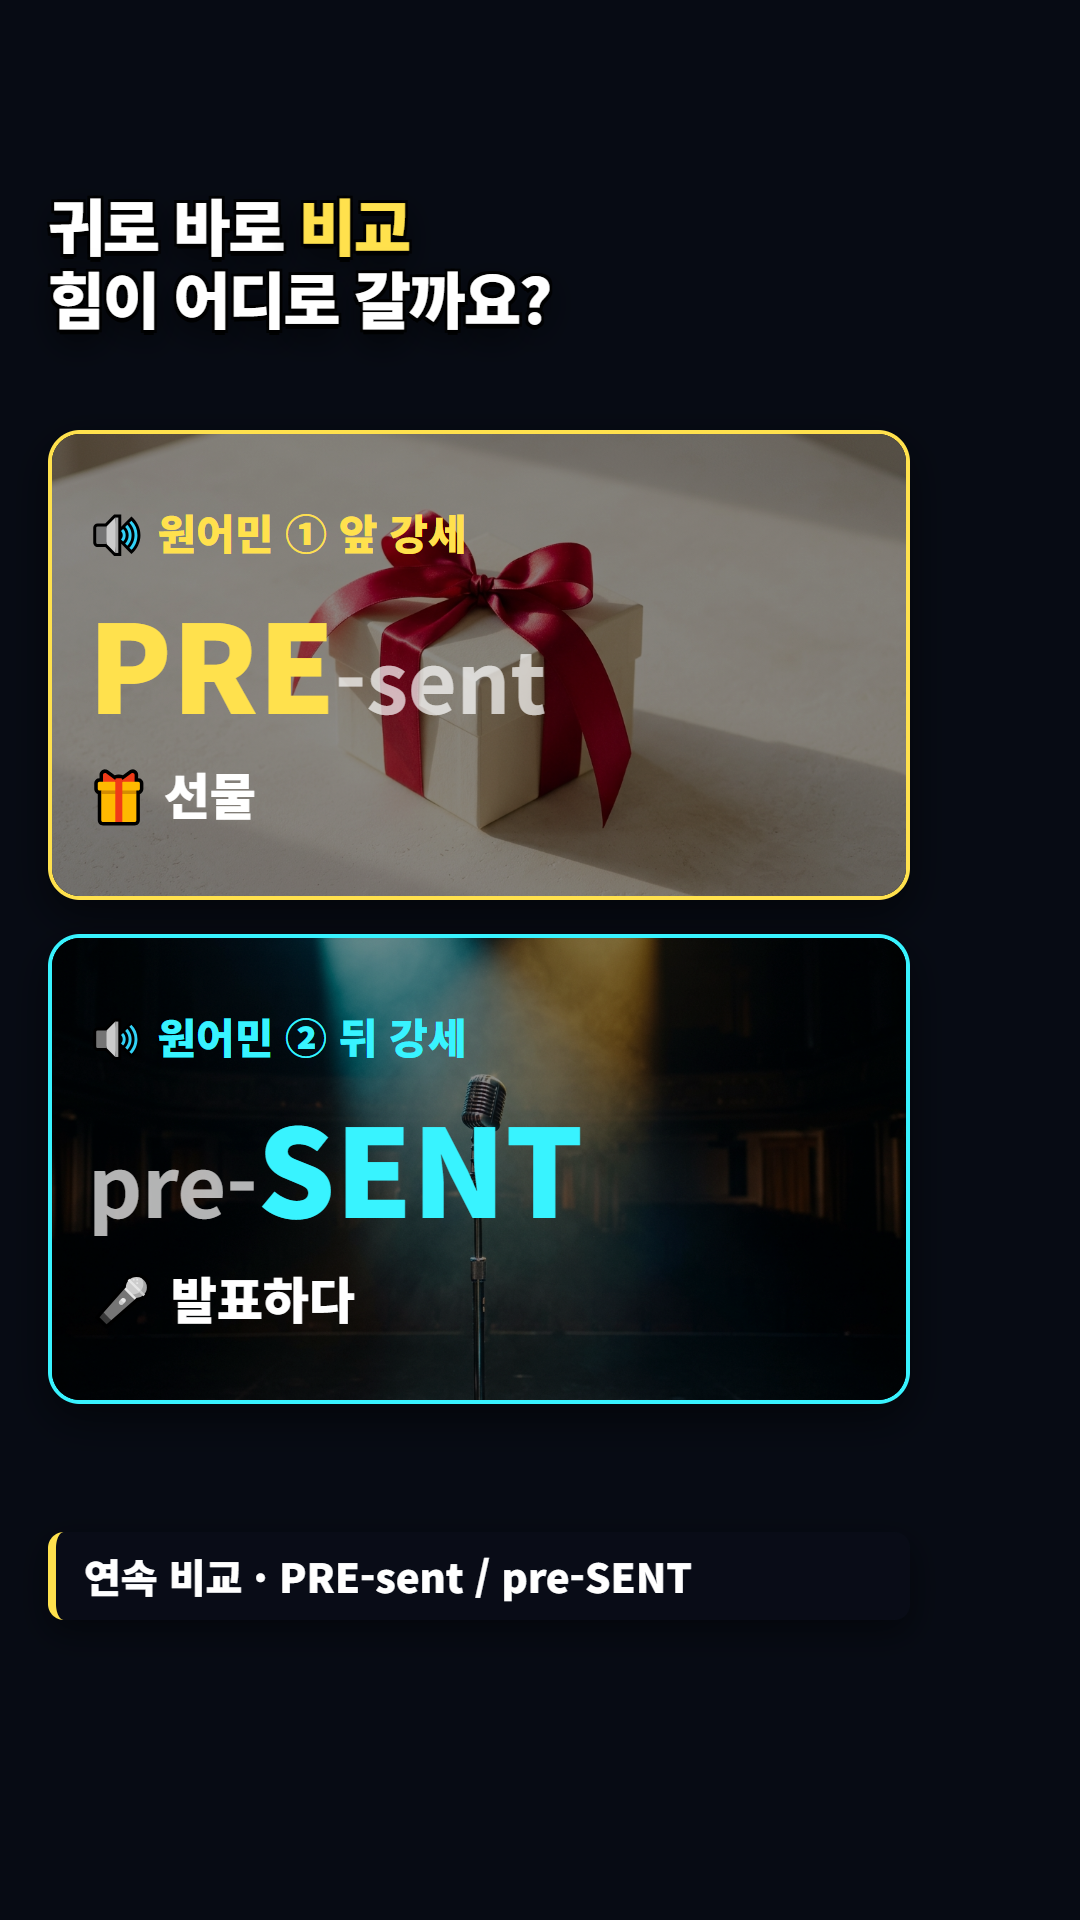 귀로 바로 비교
힘이 어디로 갈까요?
🔊 원어민 ① 앞 강세
PRE-sent
🎁 선물
🔊 원어민 ② 뒤 강세
pre-SENT
🎤 발표하다
연속 비교 · PRE-sent / pre-SENT